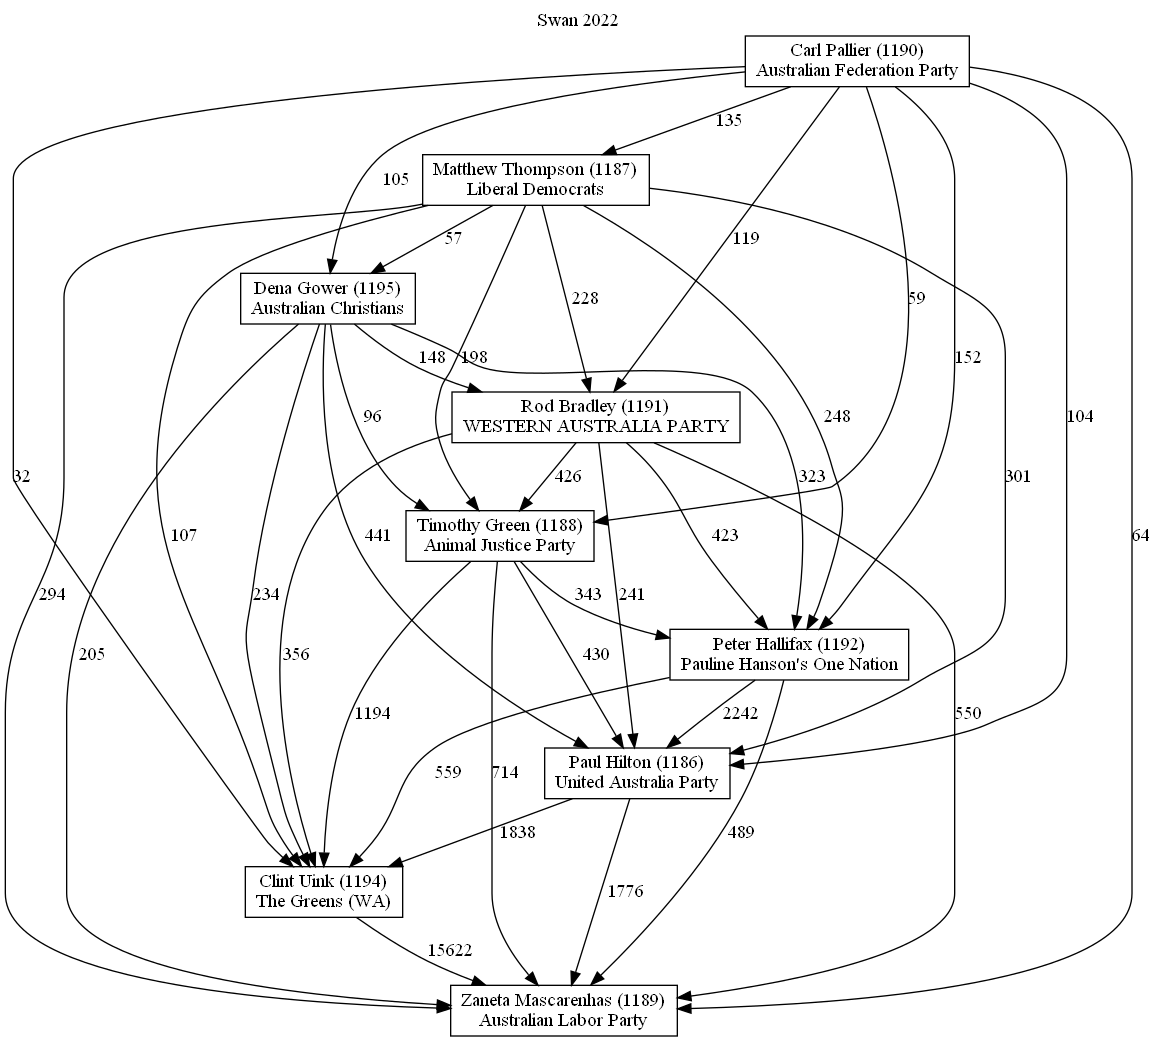 Swan 2022
Carl Pallier (1190)
Australian Federation Party
135
Matthew Thompson (1187)
Liberal Democrats
105
57
119
Dena Gower (1195)
Australian Christians
228
59
148
198
152
Rod Bradley (1191)
WESTERN AUSTRALIA PARTY
96
248
104
32
426
323
301
Timothy Green (1188)
Animal Justice Party
107
441
423
64
294
234
343
241
205
356
430
Peter Hallifax (1192)
Pauline Hanson's One Nation
1194
2242
550
714
559
Paul Hilton (1186)
United Australia Party
1838
489
Clint Uink (1194)
The Greens (WA)
1776
15622
Zaneta Mascarenhas (1189)
Australian Labor Party